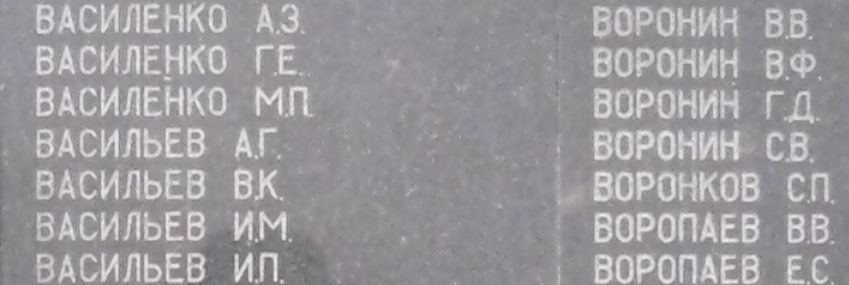 ВАСИЛЕНКО А.З.
ВАСИЛЕНКО Г.Е.
ВАСИЛЕНКО М.П.
ВАСИЛЬЕВ А.Г.
ВАСИЛЬЕВ В.К.
ВАСИЛЬЕВ И.М.
ВАСИЛЬЕВ И.П.
ВОРОНИН В.В.
ВОРОНИН В.Ф.
ВОРОНИН Г.Д.
ВОРОНИН С.В.
ВОРОНКОВ С.П.
ВОРОПАЕВ В.В.
ВОРОПАЕВ Е.С.